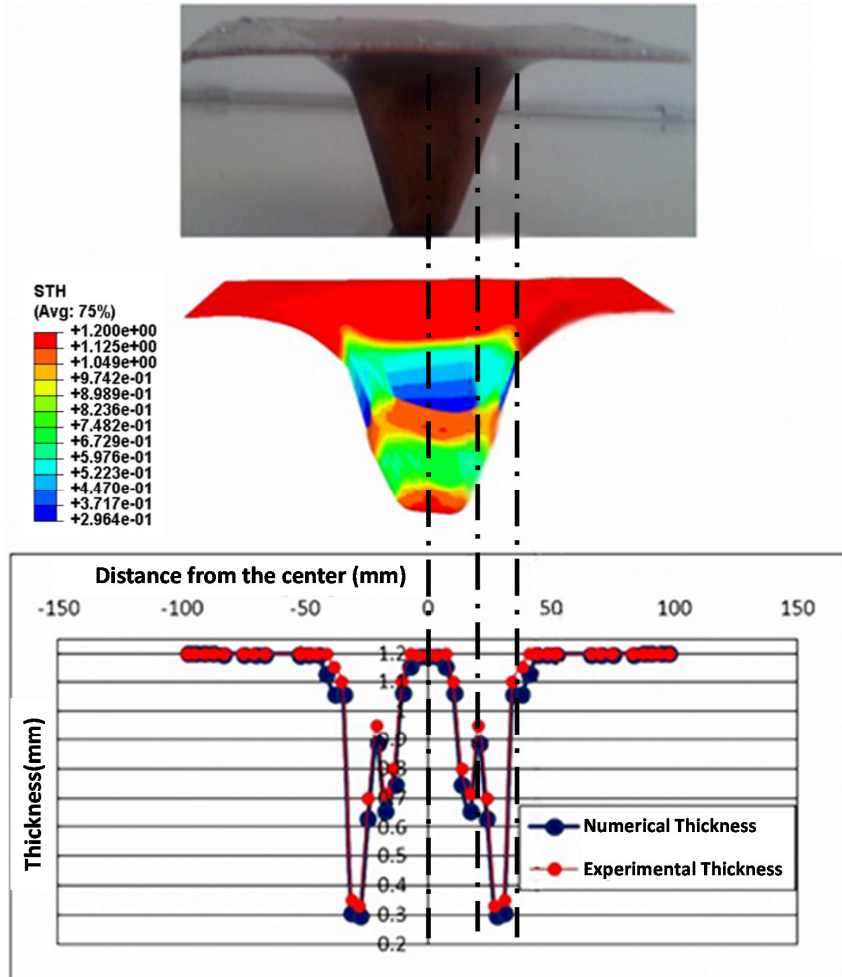 STH
(Avg: 75%)
+1.200e+00
+1.125e+00
+1.049e+00
+9.742e-01
+8.989e-01
+8.236e-01
+7.482e-01
+6.729e-01
+5.976e-01
+5.223e-01
+4.470e-01
+3.717e-01
+2.964e-01
Distance from the center (mm)
-150 -100 -50 0 50 100 150
Thickness(mm)
1.2
0.6
0.5
0.4
0.3
0.2
Numerical Thickness
Experimental Thickness